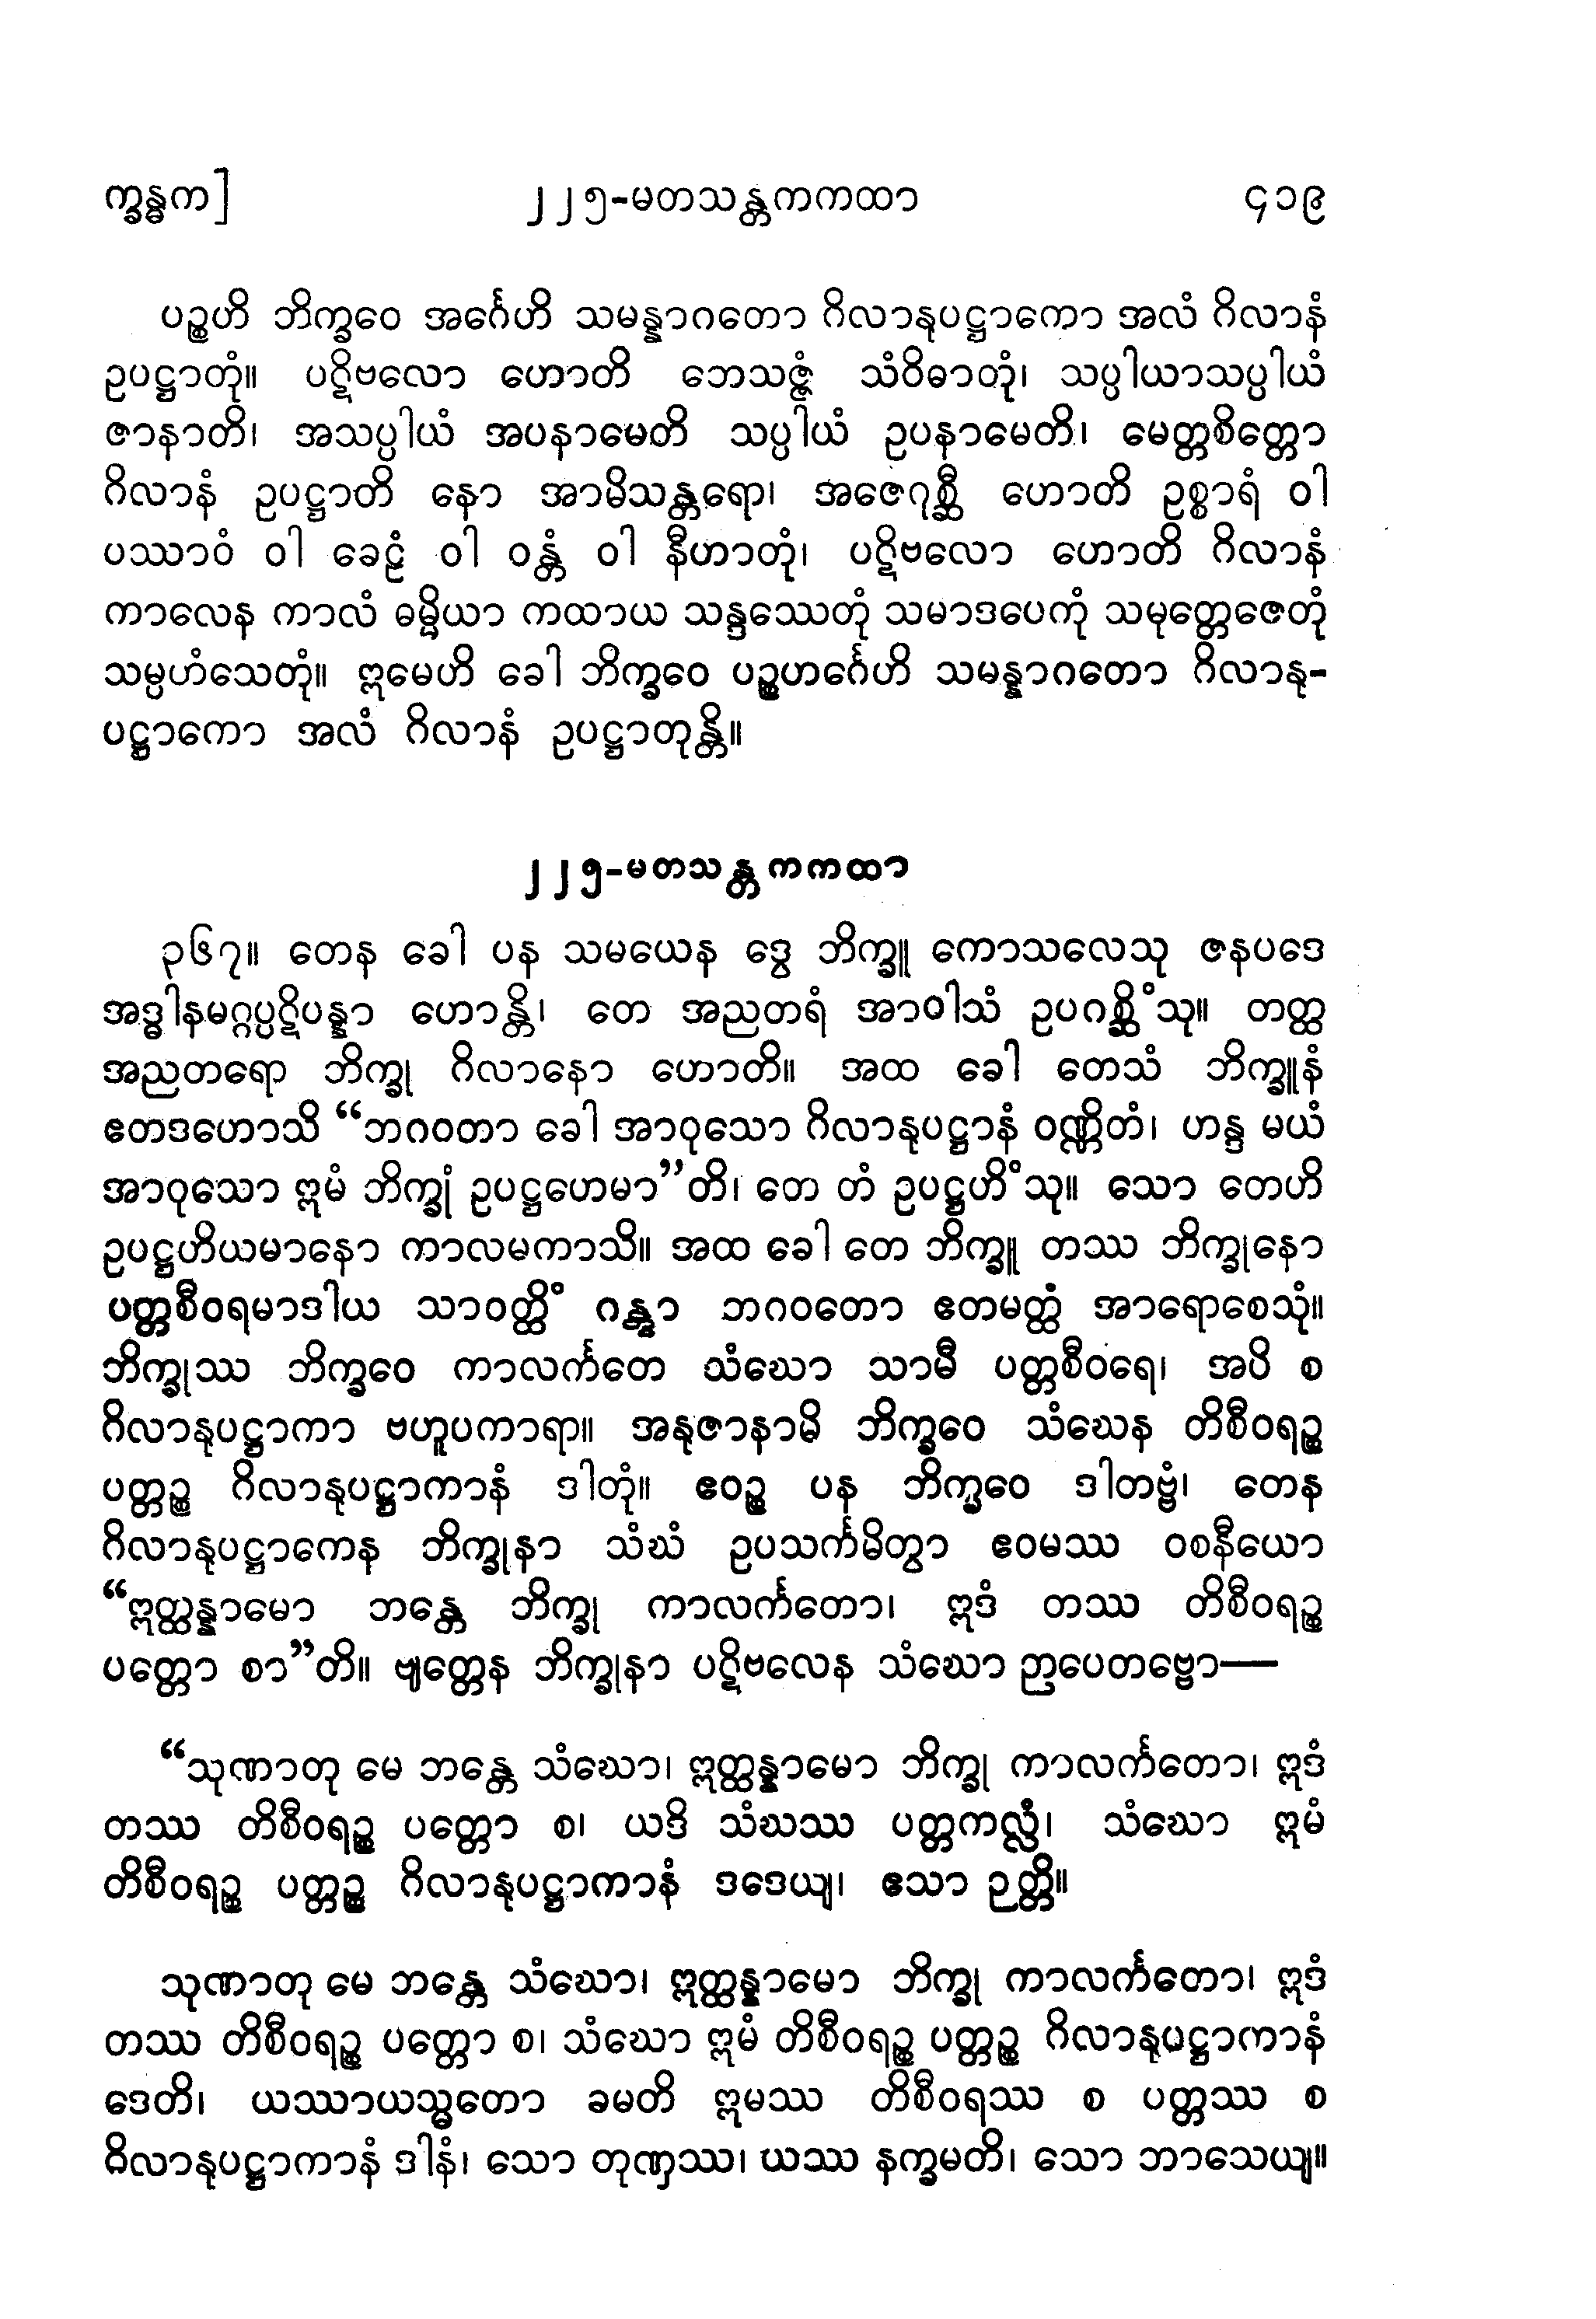 က္ခန္ဓက]
၂၂၅-မတသန္တကကထာ
၄၁၉
ပဉ္စဟိ ဘိက္ခဝေ အင်္ဂေဟိ သမန္နာဂတော ဂိလာနုပဋ္ဌာကော အလံ ဂိလာနံ
ဥပဋ္ဌာတုံ။ ပဋိဗလော ဟောတိ ဘေသဇ္ဇံ သံဝိဓာတုံ၊ သပ္ပါယာသပ္ပါယံ
ဇာနာတိ၊ အသပ္ပါယံ အပနာမေတိ သပ္ပါယံ ဥပနာမေတိ၊ မေတ္တစိတ္တော
ဂိလာနံ ဥပဋ္ဌာတိ နော အာမိသန္တရော၊ အဇေဂုစ္ဆီ ဟောတိ ဥစ္စာရံ ဝါ
ပဿာဝံ ဝါ ခေဠံ ဝါ ဝန္တံ ဝါ နီဟာတုံ၊ ပဋိဗလော ဟောတိ ဂိလာနံ
ကာလေန ကာလံ ဓမ္မိယာ ကထာယ သန္ဒဿေတုံ သမာဒပေကုံ သမုတ္တေဇေတုံ
သမ္ပဟံသေတုံ။ ဣမေဟိ ခေါ ဘိက္ခဝေ ပဉ္စဟင်္ဂေဟိ သမန္နာဂတော ဂိလာနု-
ပဋ္ဌာကော အလံ ဂိလာနံ ဥပဋ္ဌာတုန္တိ။
၂၂၅-မတသန္တကကထာ
၃၆၇။ တေန ခေါ ပန သမယေန ဒွေ ဘိက္ခူ ကောသလေသု ဇနပဒေ
အဒ္ဓါနမဂ္ဂပ္ပဋိပန္နာ ဟောန္တိ၊ တေ အညတရံ အာဝါသံ ဥပဂစ္ဆိံသု။ တတ္ထ
အညတရော ဘိက္ခု ဂိလာနော ဟောတိ။ အထ ခေါ တေသံ ဘိက္ခူနံ
ဧတဒဟောသိ “ဘဂဝတာ ခေါ အာဝုသော ဂိလာနုပဋ္ဌာနံ ဝဏ္ဏိတံ၊ ဟန္ဒ မယံ
အာဝုသော ဣမံ ဘိက္ခုံ ဥပဋ္ဌဟေမာ”တိ၊ တေ တံ ဥပဋ္ဌဟိံသု။ သော တေဟိ
ဥပဋ္ဌဟိယမာနော ကာလမကာသိ။ အထ ခေါ တေ ဘိက္ခူ တဿ ဘိက္ခုနော
ပတ္တစီဝရမာဒါယ သာဝတ္ထိံ ဂန္တွာ ဘဂဝတော ဧတမတ္ထံ အာရောစေသုံ။
ဘိက္ခုဿ ဘိက္ခဝေ ကာလင်္ကတေ သံဃော သာမီ ပတ္တစီဝရေ၊ အပိ စ
ဂိလာနုပဋ္ဌာကာ ဗဟူပကာရာ။ အနုဇာနာမိ ဘိက္ခဝေ သံဃေန တိစီဝရဉ္စ
ပတ္တဉ္စ ဂိလာနုပဋ္ဌာကာနံ ဒါတုံ။ ဧဝဉ္စ ပန ဘိက္ခဝေ ဒါတဗ္ဗံ၊ တေန
ဂိလာနုပဋ္ဌာကေန ဘိက္ခုနာ သံဃံ ဥပသင်္ကမိတွာ ဧဝမဿ ဝစနီယော
“ဣတ္ထန္နာမော ဘန္တေ ဘိက္ခု ကာလင်္ကတော၊ ဣဒံ တဿ တိစီဝရဉ္စ
ပတ္တော စာ”တိ။ ဗျတ္တေန ဘိက္ခုနာ ပဋိဗလေန သံဃော ဉာပေတဗ္ဗော—
“သုဏာတု မေ ဘန္တေ သံဃော၊ ဣတ္ထန္နာမော ဘိက္ခု ကာလင်္ကတော၊ ဣဒံ
တဿ တိစီဝရဉ္စ ပတ္တော စ၊ ယဒိ သံဃဿ ပတ္တကလ္လံ၊ သံဃော ဣမံ
တိစီဝရဉ္စ ပတ္တဉ္စ ဂိလာနုပဋ္ဌာကာနံ ဒဒေယျ၊ ဧသာ ဉတ္တိ။
သုဏာတု မေ ဘန္တေ သံဃော၊ ဣတ္ထန္နာမော ဘိက္ခု ကာလင်္ကတော၊ ဣဒံ
တဿ တိစီဝရဉ္စ ပတ္တော စ၊ သံဃော ဣမံ တိစီဝရဉ္စ ပတ္တဉ္စ ဂိလာနုပဋ္ဌာကာနံ
ဒေတိ၊ ယဿာယသ္မတော ခမတိ ဣမဿ တိစီဝရဿ စ ပတ္တဿ စ
ဂိလာနုပဋ္ဌာကာနံ ဒါနံ၊ သော တုဏှဿ၊ ယဿ နက္ခမတိ၊ သော ဘာသေယျ။